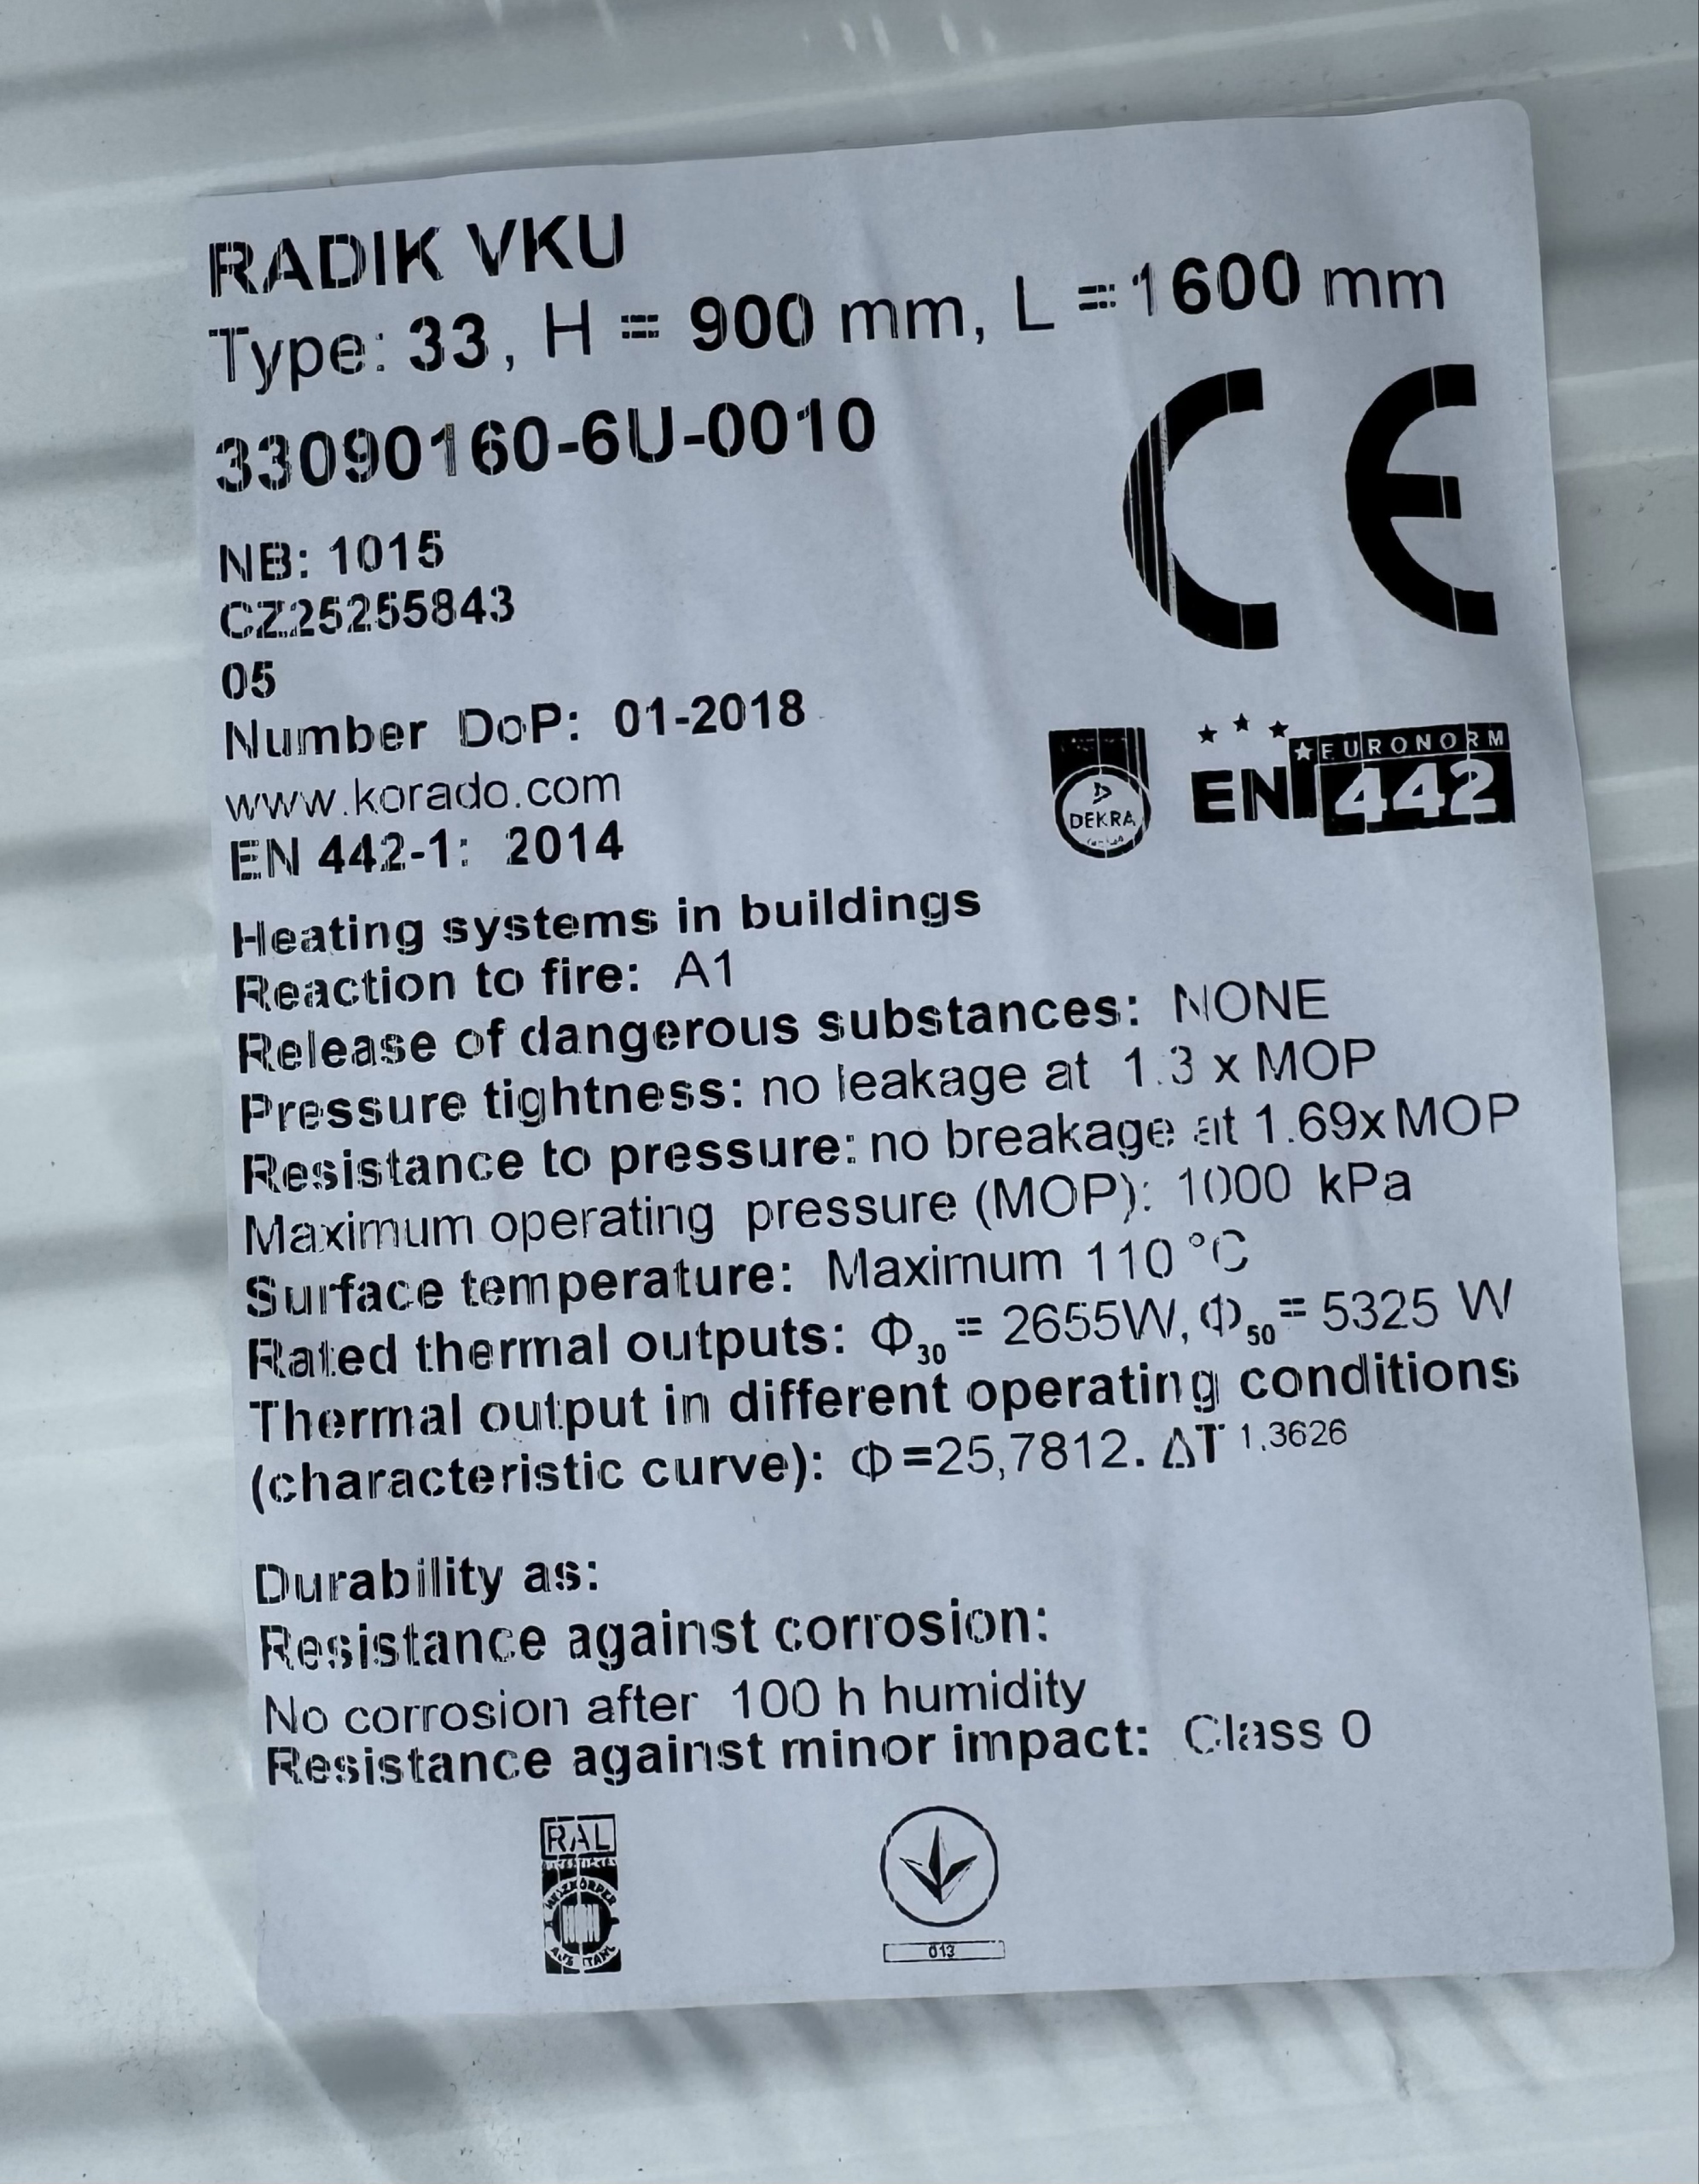 RADIK VKU
Type: 33, H = 900 mm, L = 1600 mm
33090160-6U-0010
CE
NB: 1015
CZ25255843
05
Number DoP: 01-2018
www.korado.com
EN 442-1: 2014
DEKRA
EURONORM
EN 442
Heating systems in buildings
Reaction to fire: A1
Release of dangerous substances: NONE
Pressure tightness: no leakage at 1.3 x MOP
Resistance to pressure: no breakage at 1.69x MOP
Maximum operating pressure (MOP): 1000 kPa
Surface temperature: Maximum 110 °C
Rated thermal outputs: Φ₃₀ = 2655W, Φ₅₀ = 5325 W
Thermal output in different operating conditions
(characteristic curve): Φ=25,7812. ΔT 1,3626
Durability as:
Resistance against corrosion:
No corrosion after 100 h humidity
Resistance against minor impact: Class 0
RAL
HEIZKÖRPER
AUS STAHL
013